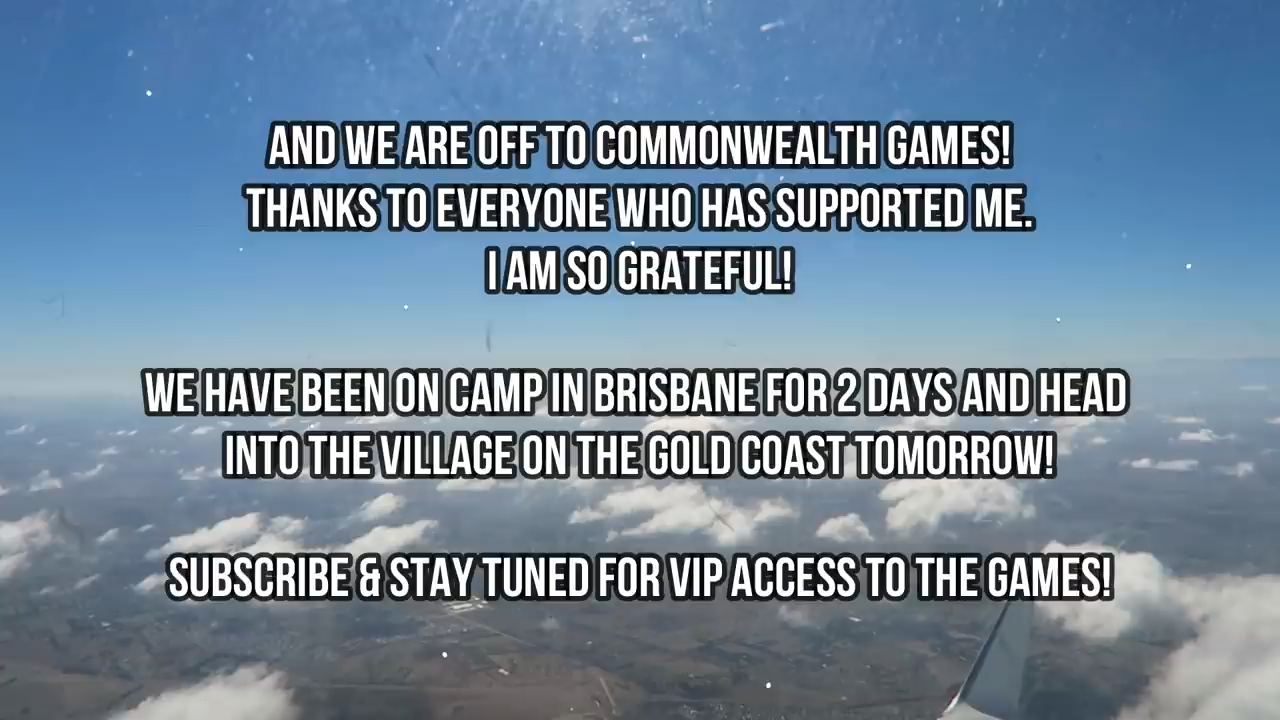 AND WE ARE OFF TO COMMONWEALTH GAMES!
THANKS TO EVERYONE WHO HAS SUPPORTED ME.
I AM SO GRATEFUL!
WE HAVE BEEN ON CAMP IN BRISBANE FOR 2 DAYS AND HEAD
INTO THE VILLAGE ON THE GOLD COAST TOMORROW!
SUBSCRIBE & STAY TUNED FOR VIP ACCESS TO THE GAMES!